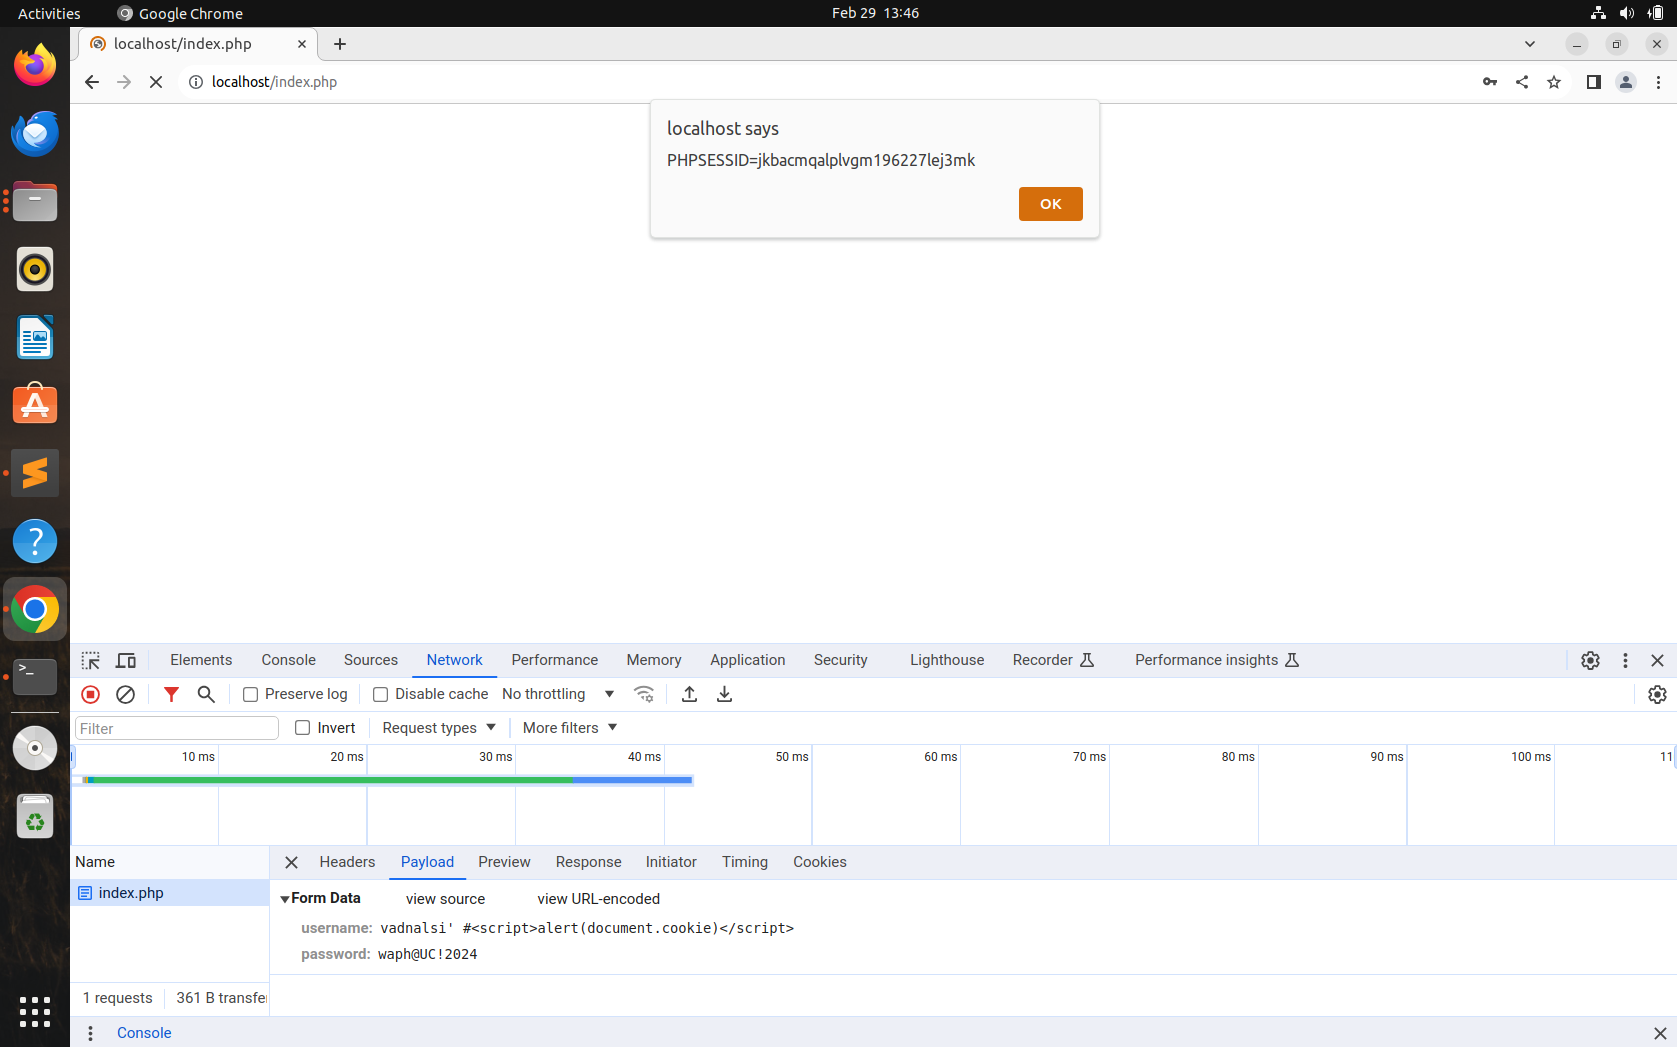 Activities
Google Chrome
Feb 29 13:46
localhost/index.php
localhost/index.php
localhost says
PHPSESSID=jkbacmqalplvgm196227lej3mk
OK
Elements Console Sources Network Performance Memory Application Security Lighthouse Recorder Performance insights
Preserve log Disable cache No throttling
Filter Invert Request types More filters
10 ms 20 ms 30 ms 40 ms 50 ms 60 ms 70 ms 80 ms 90 ms 100 ms 11
Name
Headers Payload Preview Response Initiator Timing Cookies
index.php
Form Data view source view URL-encoded
username: vadnalsi' #<script>alert(document.cookie)</script>
password: waph@UC!2024
1 requests 361 B transfe
Console